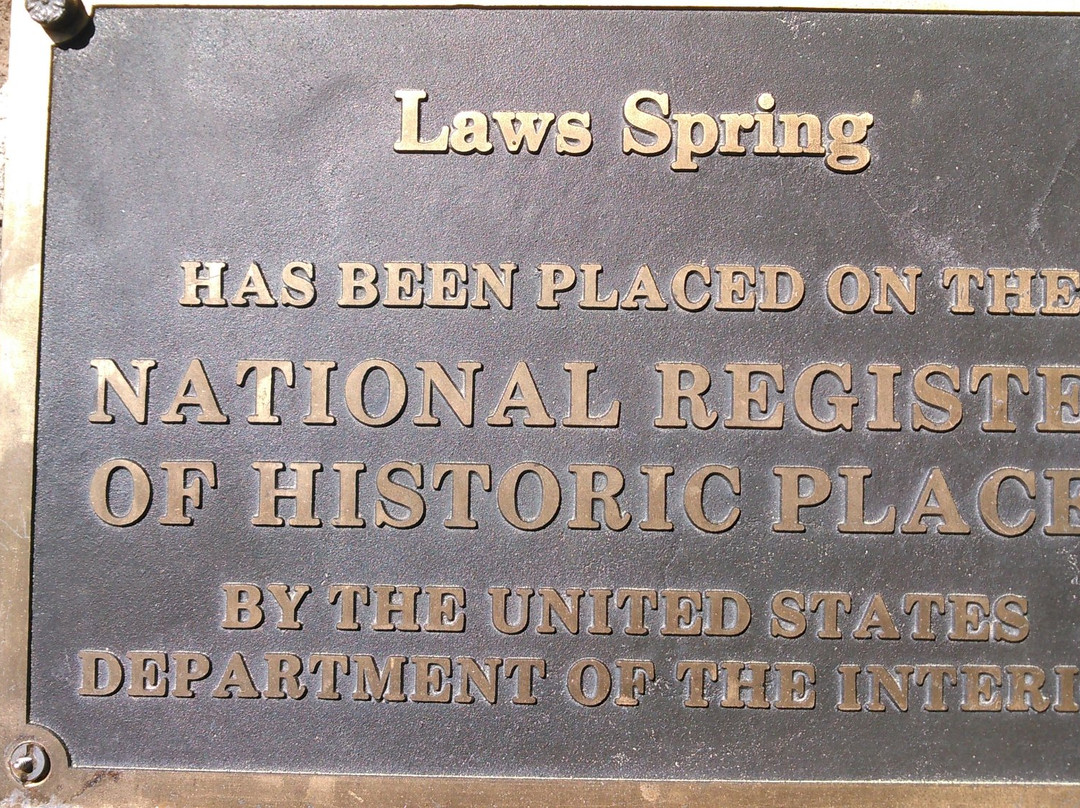 Laws Spring
HAS BEEN PLACED ON THE
NATIONAL REGISTE
OF HISTORIC PLACE
BY THE UNITED STATES
DEPARTMENT OF THE INTERI